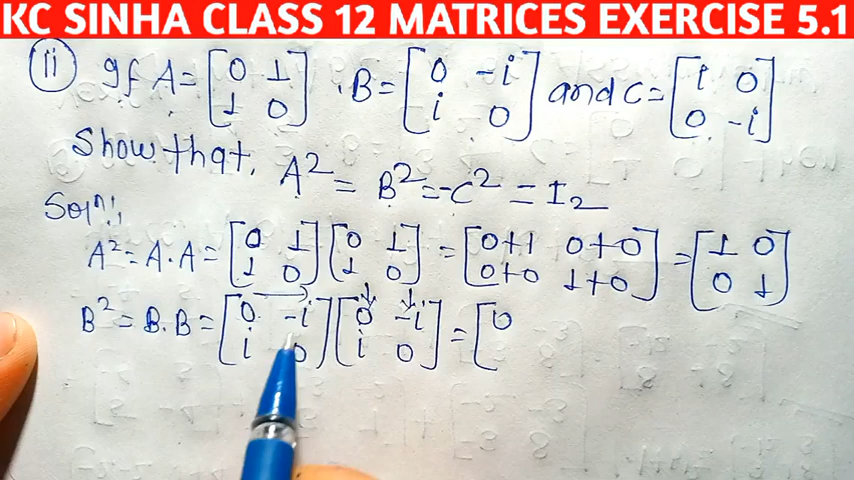 KC SINHA CLASS 12 MATRICES EXERCISE 5.1
11 If A = [0 1; 1 0], B = [0 -i; i 0] and C = [i 0; 0 -i]
Show that, A² = B² = -C² = I₂
Solⁿ:
A² = A.A = [0 1; 1 0] [0 1; 1 0] = [0+1 0+0; 0+0 1+0] = [1 0; 0 1]
B² = B.B = [0 -i; i 0] [0 -i; i 0] = [0